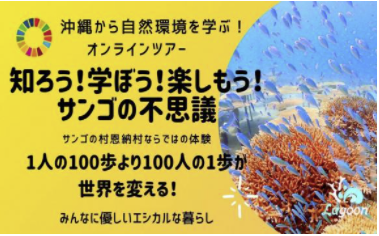 沖縄から自然環境を学ぶ！
オンラインツアー
知ろう！学ぼう！楽しもう！
サンゴの不思議
サンゴの村恩納村ならではの体験
1人の100歩より100人の1歩が
世界を変える！
みんなに優しいエシカルな暮らし
Lagoon